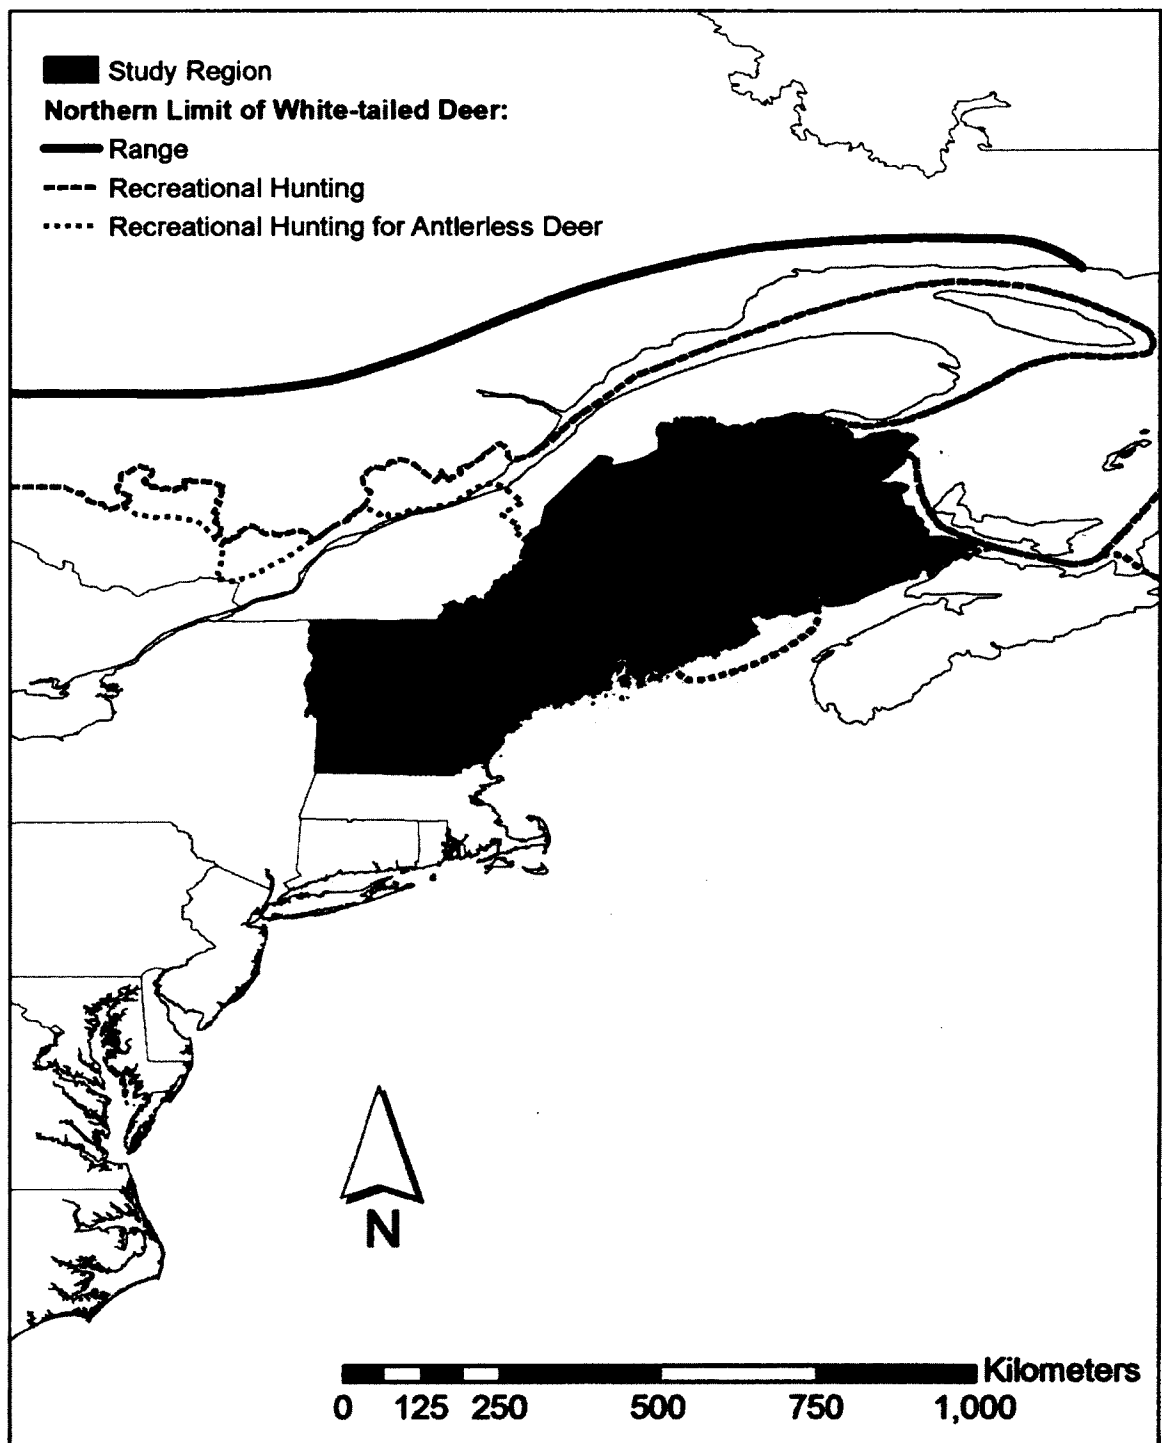 Study Region
Northern Limit of White-tailed Deer:
Range
Recreational Hunting
Recreational Hunting for Antlerless Deer
N
Kilometers
0 125 250 500 750 1,000